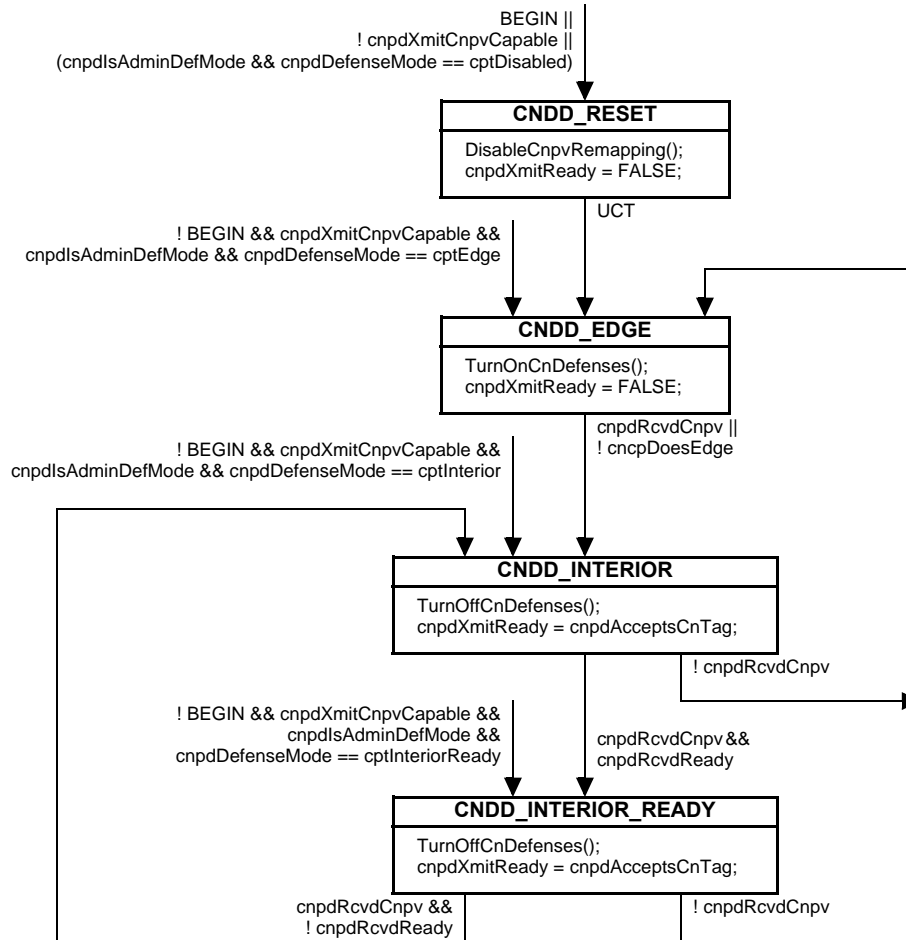 BEGIN ||
! cnpdXmitCnpvCapable ||
(cnpdIsAdminDefMode && cnpdDefenseMode == cptDisabled)
CNDD_RESET
DisableCnpvRemapping();
cnpdXmitReady = FALSE;
UCT
! BEGIN && cnpdXmitCnpvCapable &&
cnpdIsAdminDefMode && cnpdDefenseMode == cptEdge
CNDD_EDGE
TurnOnCnDefenses();
cnpdXmitReady = FALSE;
cnpdRcvdCnpv ||
! cncpDoesEdge
! BEGIN && cnpdXmitCnpvCapable &&
cnpdIsAdminDefMode && cnpdDefenseMode == cptInterior
CNDD_INTERIOR
TurnOffCnDefenses();
cnpdXmitReady = cnpdAcceptsCnTag;
! cnpdRcvdCnpv
! BEGIN && cnpdXmitCnpvCapable &&
cnpdIsAdminDefMode &&
cnpdDefenseMode == cptInteriorReady
cnpdRcvdCnpv &&
cnpdRcvdReady
CNDD_INTERIOR_READY
TurnOffCnDefenses();
cnpdXmitReady = cnpdAcceptsCnTag;
cnpdRcvdCnpv &&
! cnpdRcvdReady
! cnpdRcvdCnpv